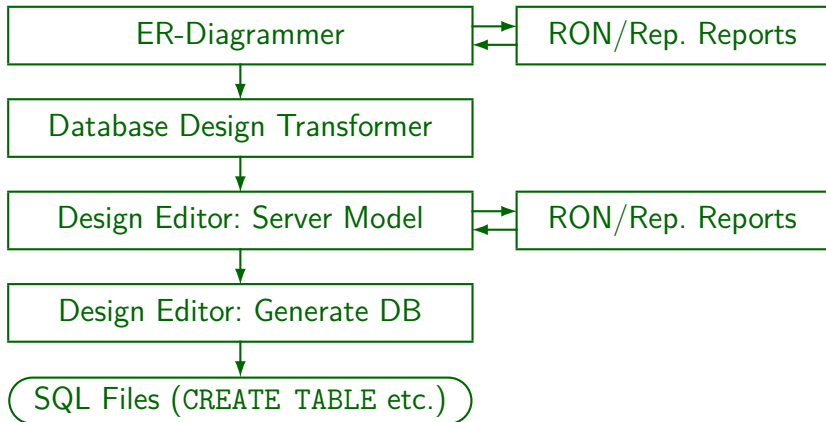 ER-Diagrammer
RON/Rep. Reports
Database Design Transformer
Design Editor: Server Model
RON/Rep. Reports
Design Editor: Generate DB
SQL Files (CREATE TABLE etc.)